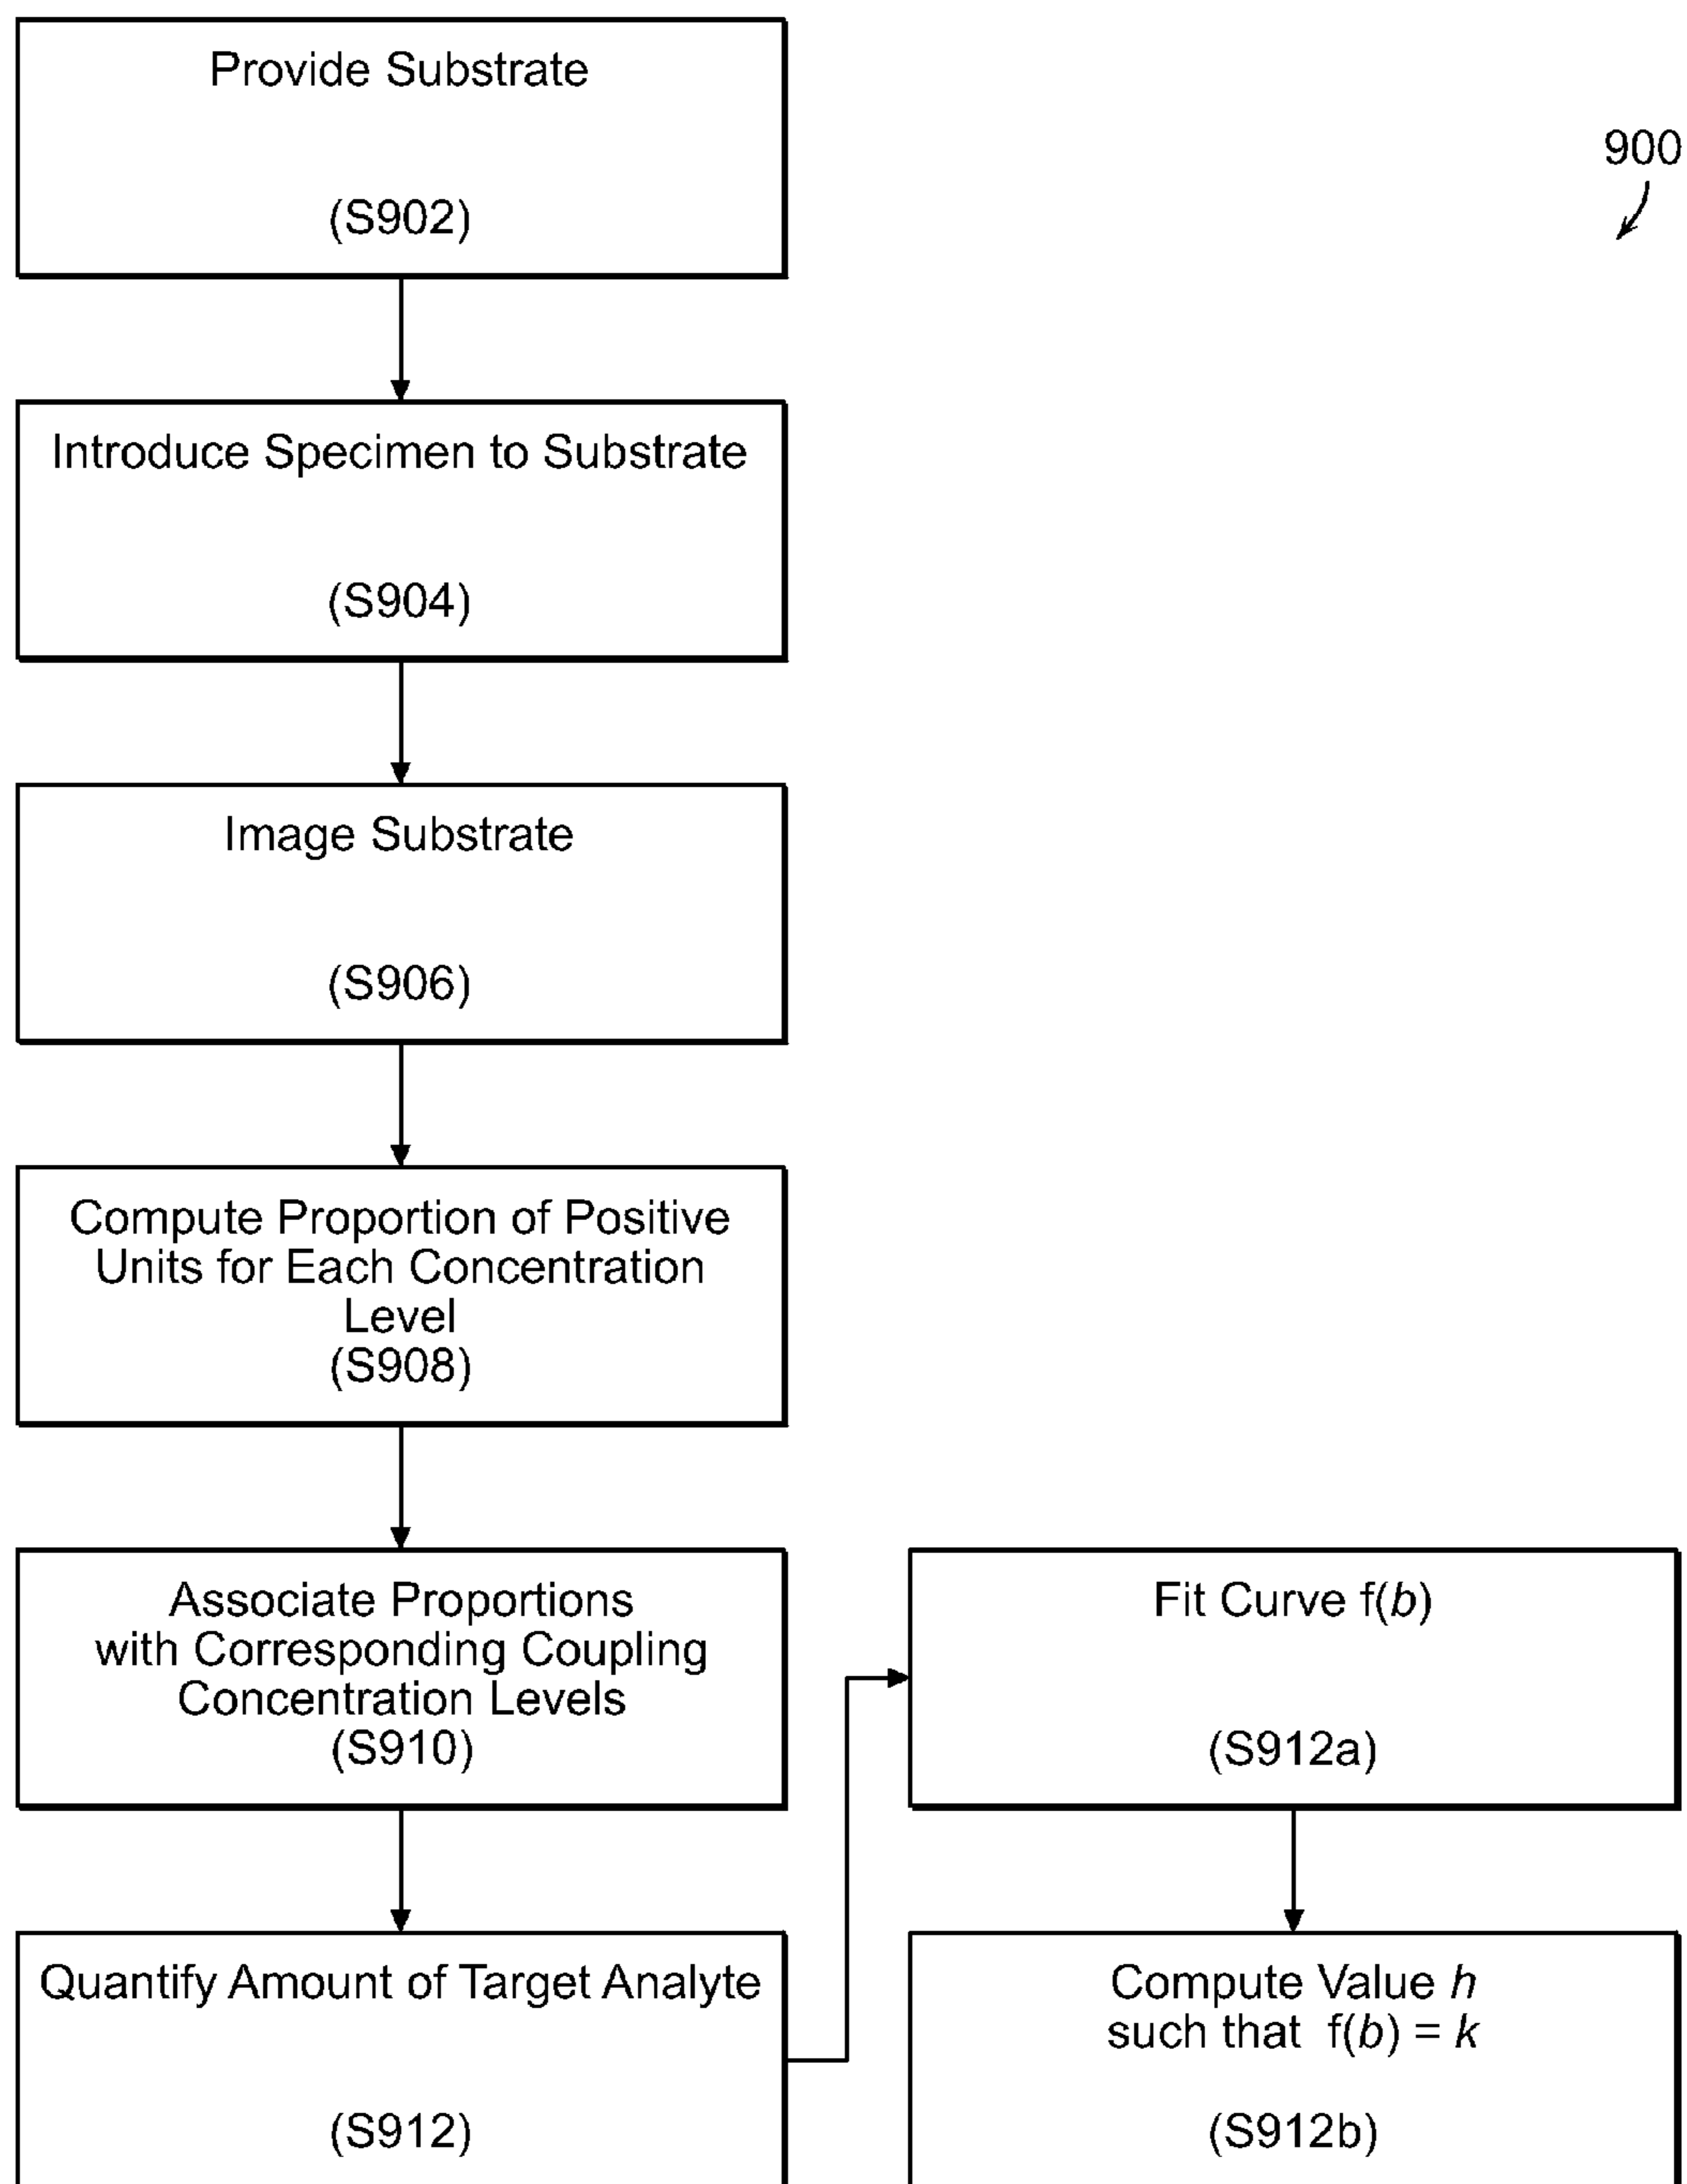 Provide Substrate
(S902)
900
Introduce Specimen to Substrate
(S904)
Image Substrate
(S906)
Compute Proportion of Positive
Units for Each Concentration
Level
(S908)
Associate Proportions
with Corresponding Coupling
Concentration Levels
(S910)
Quantify Amount of Target Analyte
(S912)
Fit Curve f(b)
(S912a)
Compute Value h
such that f(b) = k
(S912b)